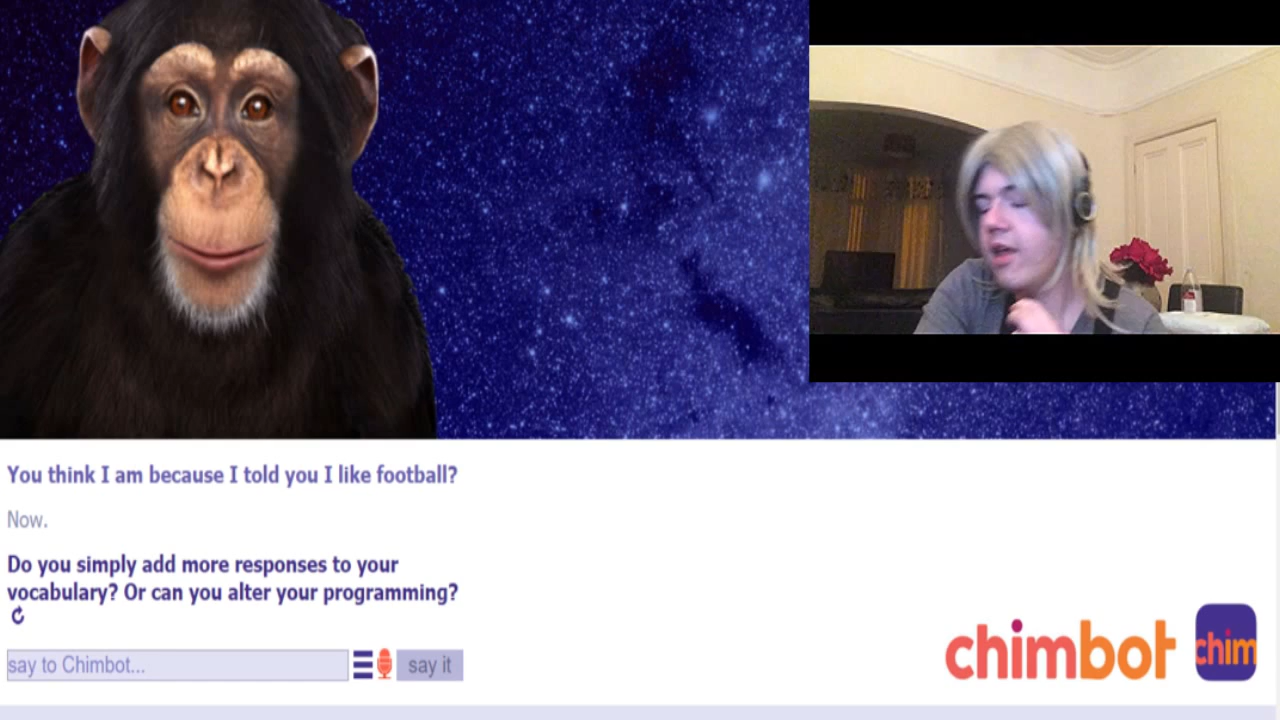 You think I am because I told you I like football?
Now.
Do you simply add more responses to your
vocabulary? Or can you alter your programming?
say to Chimbot...
say it
chimbot
chim